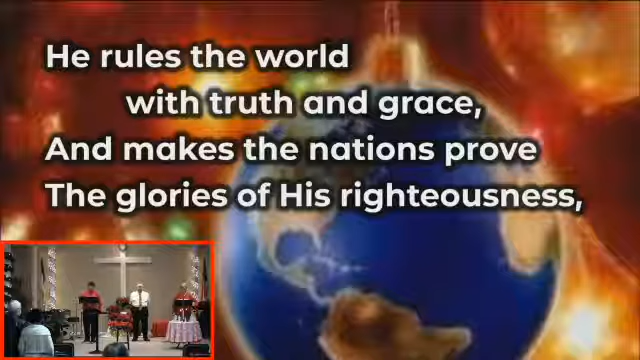 He rules the world
with truth and grace,
And makes the nations prove
The glories of His righteousness,